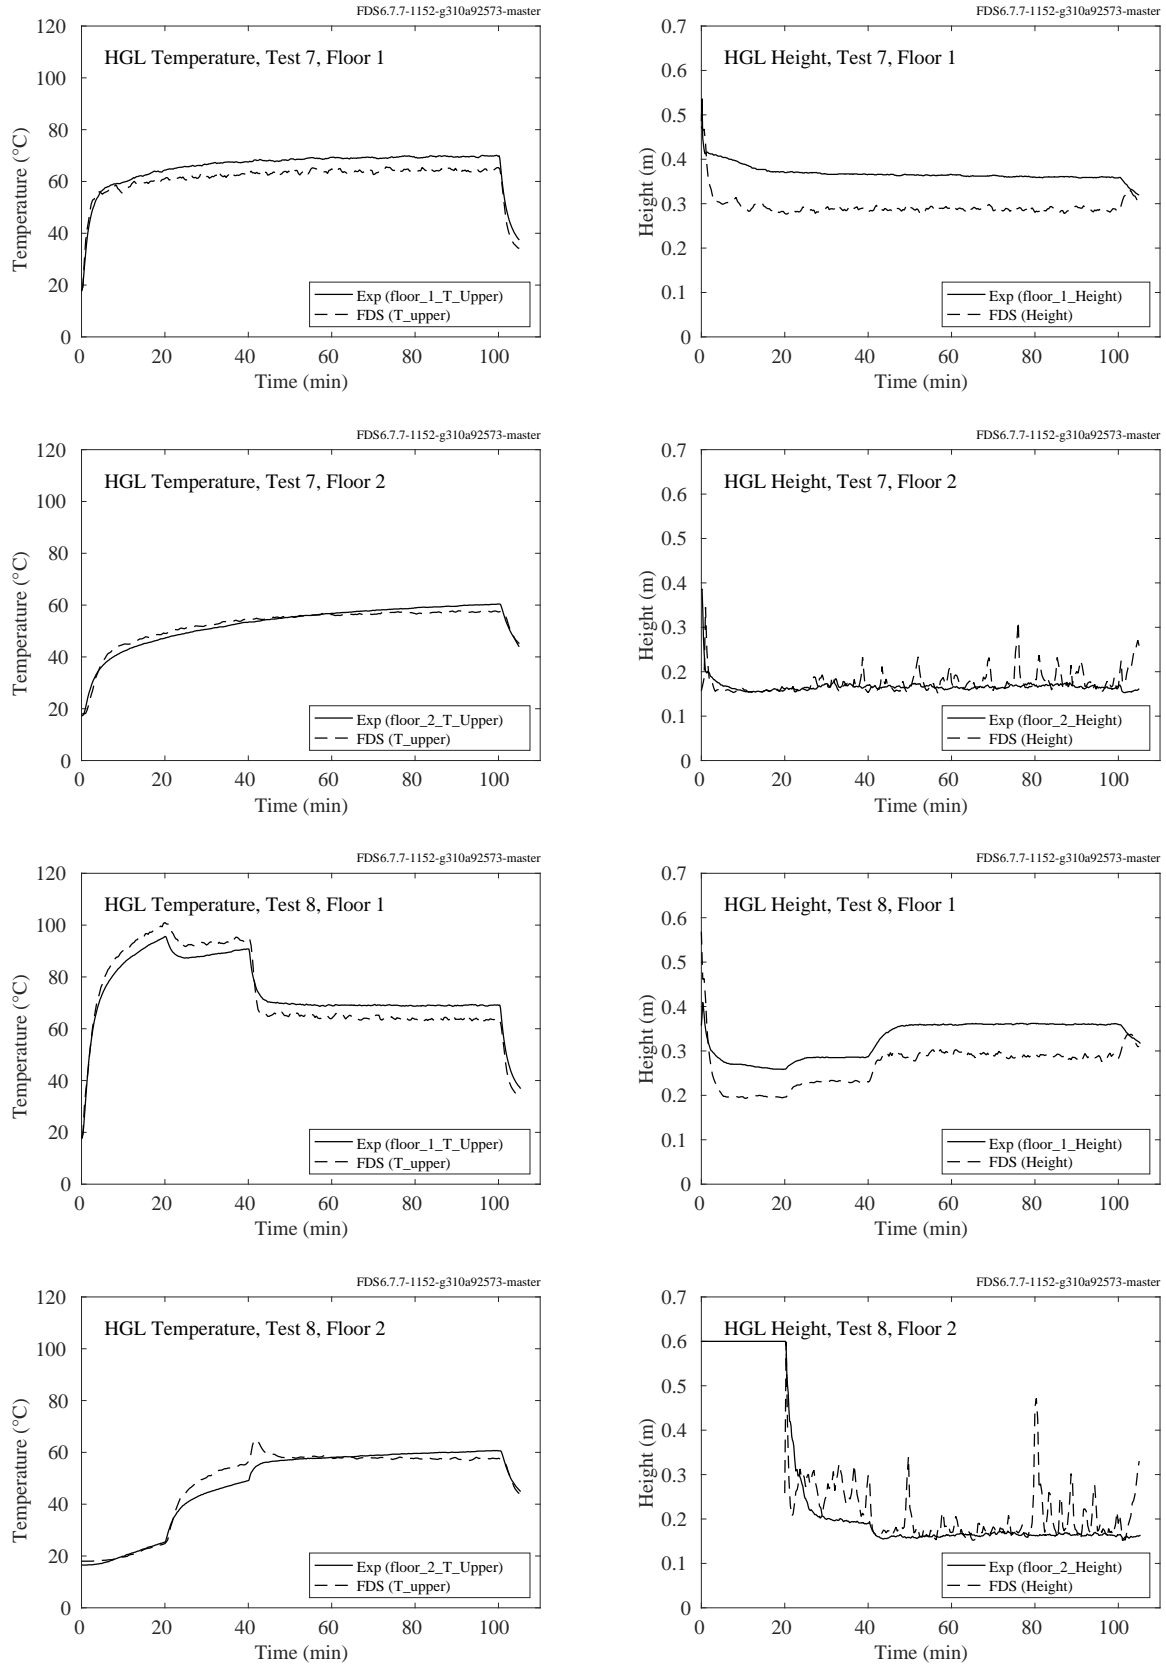 FDS6.7.7-1152-g310a92573-master
HGL Temperature, Test 7, Floor 1
Temperature (°C)
120
100
80
60
40
20
0
0 20 40 60 80 100
Time (min)
Exp (floor_1_T_Upper)
FDS (T_upper)
FDS6.7.7-1152-g310a92573-master
HGL Height, Test 7, Floor 1
Height (m)
0.7
0.6
0.5
0.4
0.3
0.2
0.1
0
0 20 40 60 80 100
Time (min)
Exp (floor_1_Height)
FDS (Height)
FDS6.7.7-1152-g310a92573-master
HGL Temperature, Test 7, Floor 2
Temperature (°C)
120
100
80
60
40
20
0
0 20 40 60 80 100
Time (min)
Exp (floor_2_T_Upper)
FDS (T_upper)
FDS6.7.7-1152-g310a92573-master
HGL Height, Test 7, Floor 2
Height (m)
0.7
0.6
0.5
0.4
0.3
0.2
0.1
0
0 20 40 60 80 100
Time (min)
Exp (floor_2_Height)
FDS (Height)
FDS6.7.7-1152-g310a92573-master
HGL Temperature, Test 8, Floor 1
Temperature (°C)
120
100
80
60
40
20
0
0 20 40 60 80 100
Time (min)
Exp (floor_1_T_Upper)
FDS (T_upper)
FDS6.7.7-1152-g310a92573-master
HGL Height, Test 8, Floor 1
Height (m)
0.7
0.6
0.5
0.4
0.3
0.2
0.1
0
0 20 40 60 80 100
Time (min)
Exp (floor_1_Height)
FDS (Height)
FDS6.7.7-1152-g310a92573-master
HGL Temperature, Test 8, Floor 2
Temperature (°C)
120
100
80
60
40
20
0
0 20 40 60 80 100
Time (min)
Exp (floor_2_T_Upper)
FDS (T_upper)
FDS6.7.7-1152-g310a92573-master
HGL Height, Test 8, Floor 2
Height (m)
0.7
0.6
0.5
0.4
0.3
0.2
0.1
0
0 20 40 60 80 100
Time (min)
Exp (floor_2_Height)
FDS (Height)